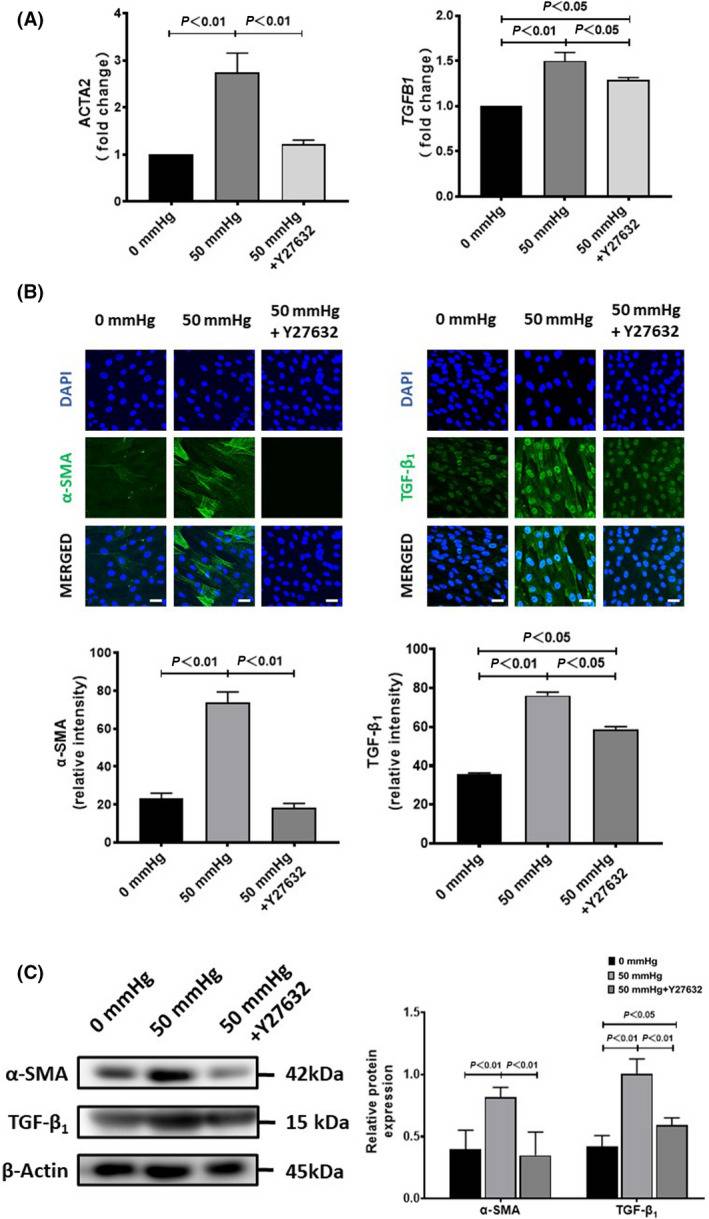 (A)
P<0.01 P<0.01
ACTA2
(fold change)
4
3
2
1
0
0 mmHg
50 mmHg
50 mmHg
+Y27632
P<0.05
P<0.01 P<0.05
TGFB1
(fold change)
2.0
1.5
1.0
0.5
0.0
0 mmHg
50 mmHg
50 mmHg
+Y27632
(B)
0 mmHg 50 mmHg 50 mmHg
+ Y27632
DAPI
α-SMA
MERGED
0 mmHg 50 mmHg 50 mmHg
+ Y27632
DAPI
TGF-β1
MERGED
P<0.01 P<0.01
α-SMA
(relative intensity)
100
80
60
40
20
0
0 mmHg
50 mmHg
50 mmHg
+Y27632
P<0.05
P<0.01 P<0.05
TGF-β1
(relative intensity)
100
80
60
40
20
0
0 mmHg
50 mmHg
50 mmHg
+Y27632
(C)
0 mmHg
50 mmHg
50 mmHg
+Y27632
α-SMA 42kDa
TGF-β1 15 kDa
β-Actin 45kDa
0 mmHg
50 mmHg
50 mmHg+Y27632
Relative protein
expression
1.5
1.0
0.5
0.0
P<0.01 P<0.01
P<0.05
P<0.01 P<0.01
α-SMA TGF-β1